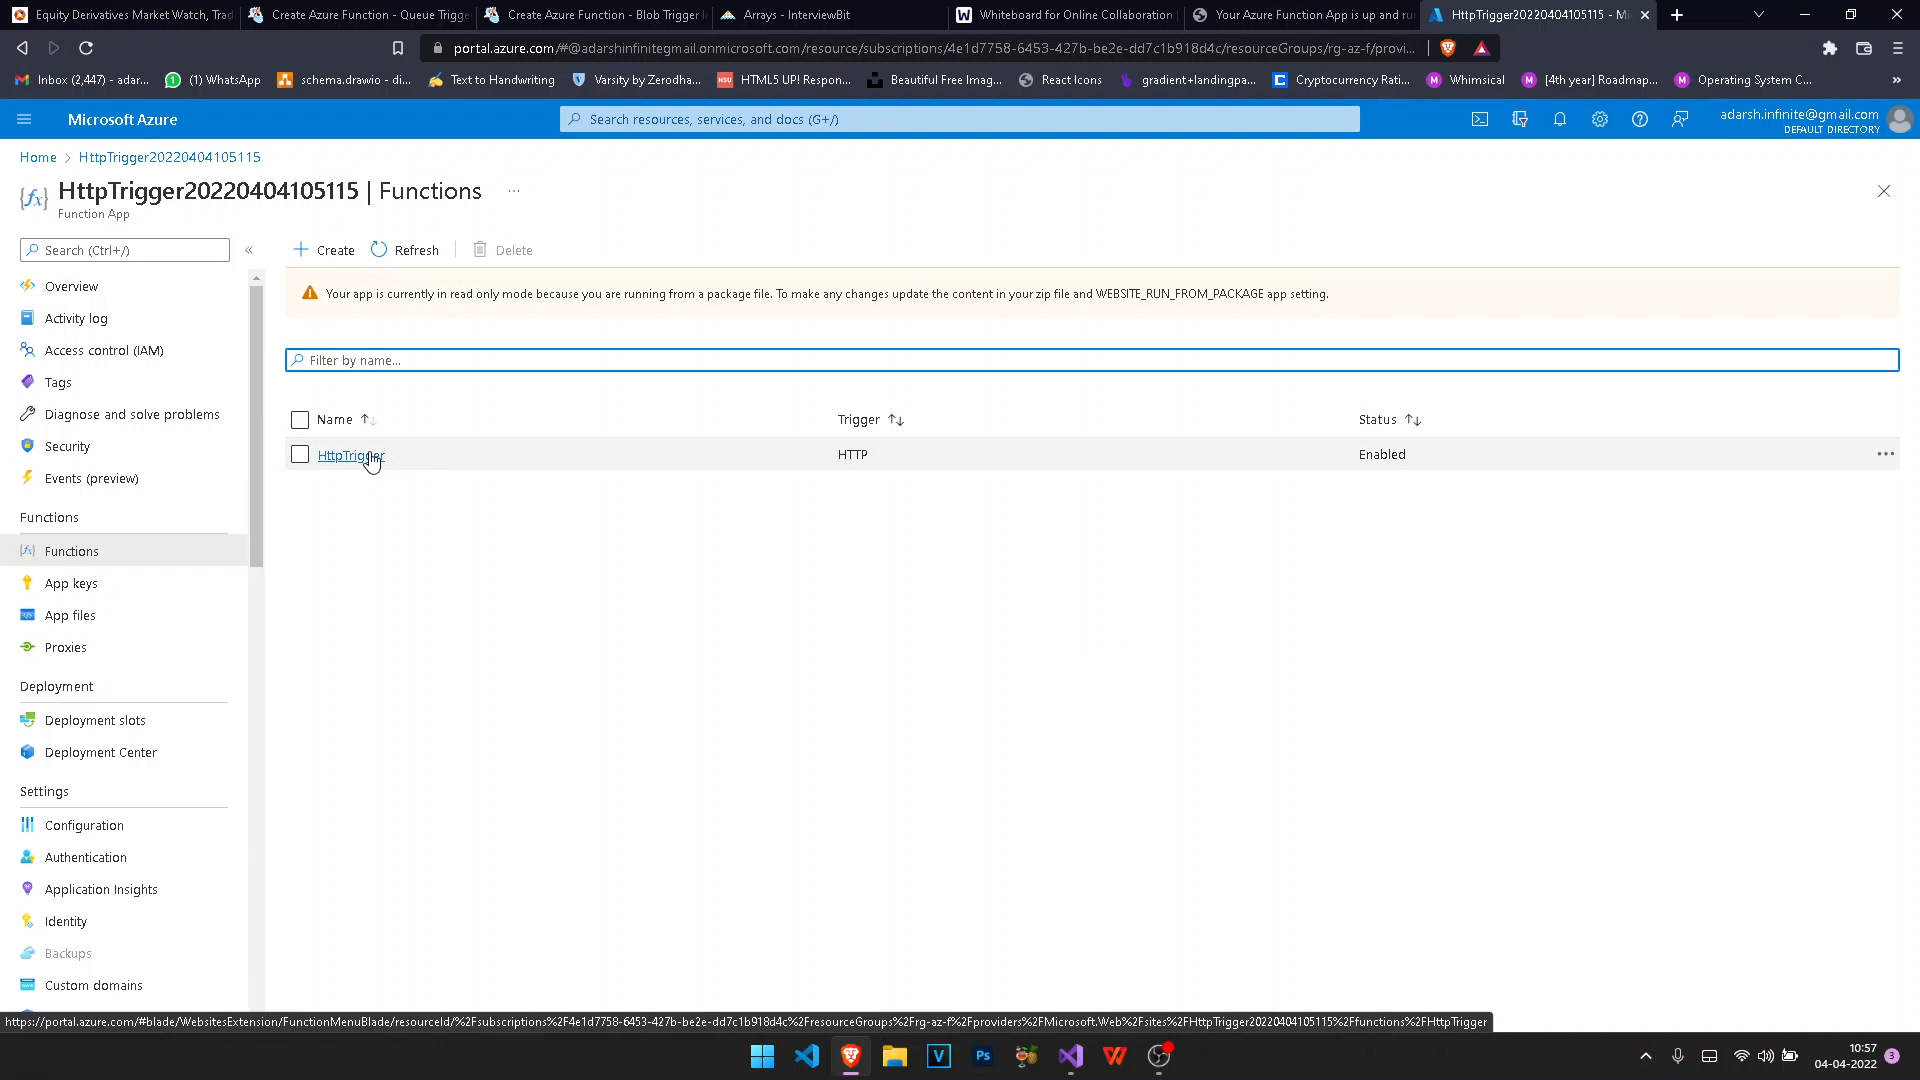 Equity Derivatives Market Watch, Trad
Create Azure Function - Queue Trigge
Create Azure Function - Blob Trigger I
Arrays - InterviewBit
Whiteboard for Online Collaboration
Your Azure Function App is up and ru
HttpTrigger20220404105115 - Mi
portal.azure.com/#@adarshinfinitegmail.onmicrosoft.com/resource/subscriptions/4e1d7758-6453-427b-be2e-dd7c1b918d4c/resourceGroups/rg-az-f/provi...
Inbox (2,447) - adar...
(1) WhatsApp
schema.drawio - di...
Text to Handwriting
Varsity by Zerodha...
HTML5 UP! Respon...
Beautiful Free Imag...
React Icons
gradient+landingpa...
Cryptocurrency Rati...
Whimsical
[4th year] Roadmap...
Operating System C...
Microsoft Azure
Search resources, services, and docs (G+/)
adarsh.infinite@gmail.com
DEFAULT DIRECTORY
Home > HttpTrigger20220404105115
HttpTrigger20220404105115 | Functions ...
Function App
Search (Ctrl+/)
Create
Refresh
Delete
Overview
Activity log
Access control (IAM)
Tags
Diagnose and solve problems
Security
Events (preview)
Functions
Functions
App keys
App files
Proxies
Deployment
Deployment slots
Deployment Center
Settings
Configuration
Authentication
Application Insights
Identity
Backups
Custom domains
Your app is currently in read only mode because you are running from a package file. To make any changes update the content in your zip file and WEBSITE_RUN_FROM_PACKAGE app setting.
Filter by name...
Name
Trigger
Status
HttpTrigger
HTTP
Enabled
https://portal.azure.com/#blade/WebsitesExtension/FunctionMenuBlade/resourceId/%2Fsubscriptions%2F4e1d7758-6453-427b-be2e-dd7c1b918d4c%2FresourceGroups%2Frg-az-f%2Fproviders%2FMicrosoft.Web%2Fsites%2FHttpTrigger20220404105115%2Ffunctions%2FHttpTrigger
10:57
04-04-2022
3